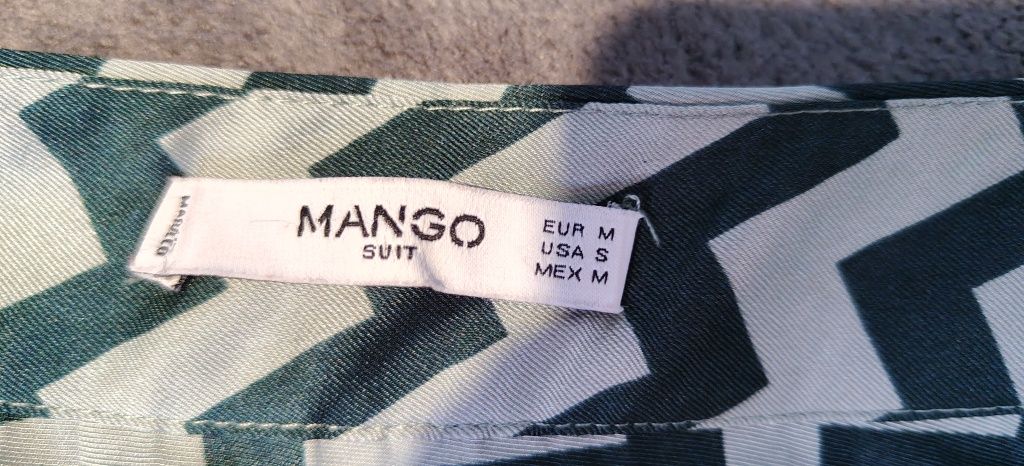 MANGO
SUIT
EUR M
USA S
MEX M